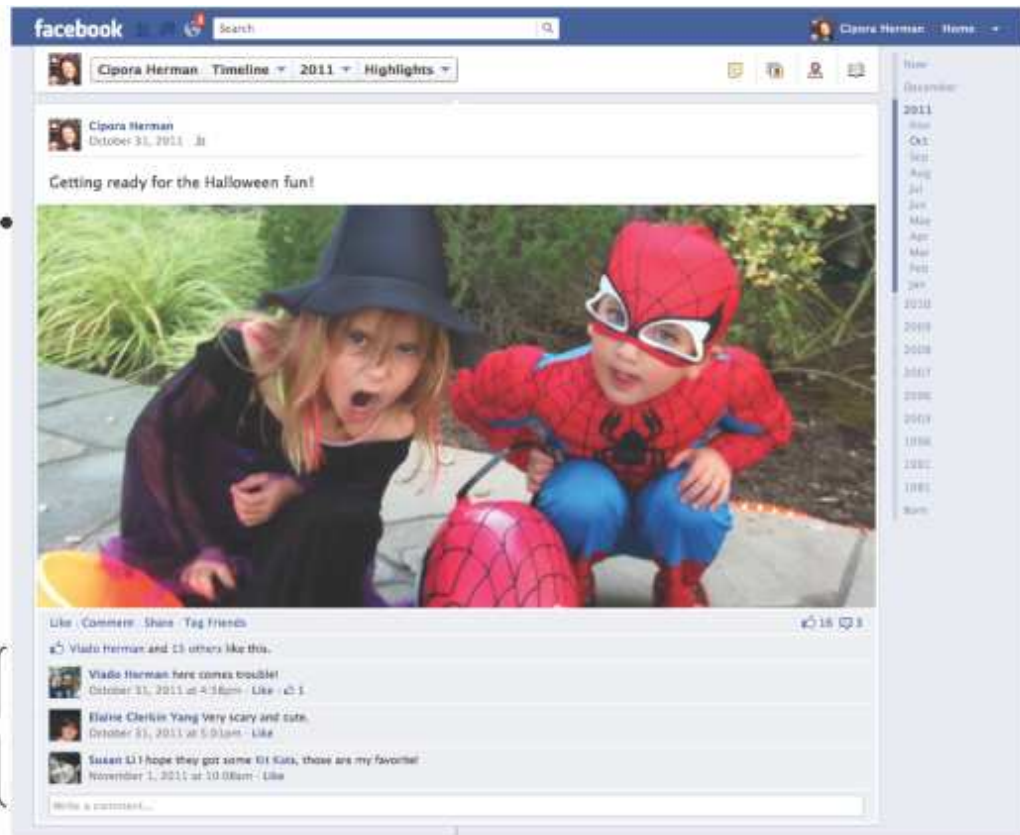 facebook
Search
Cipora Herman Home
Cipora Herman Timeline 2011 Highlights
Now
December
2011
Nov
Oct
Sep
Aug
Jul
Jun
May
Apr
Mar
Feb
Jan
2010
2009
2008
2007
2006
Born
Cipora Herman
October 31, 2011
Getting ready for the Halloween fun!
Like · Comment · Share · Tag Friends
16 3
Vlado Herman and 15 others like this.
Vlado Herman here comes trouble!
October 31, 2011 at 4:58pm · Like · 1
Elaine Clerkin Yang Very scary and cute.
October 31, 2011 at 5:01pm · Like
Susan Li I hope they got some Kit Kats, those are my favorite!
November 1, 2011 at 10:08am · Like
Write a comment...